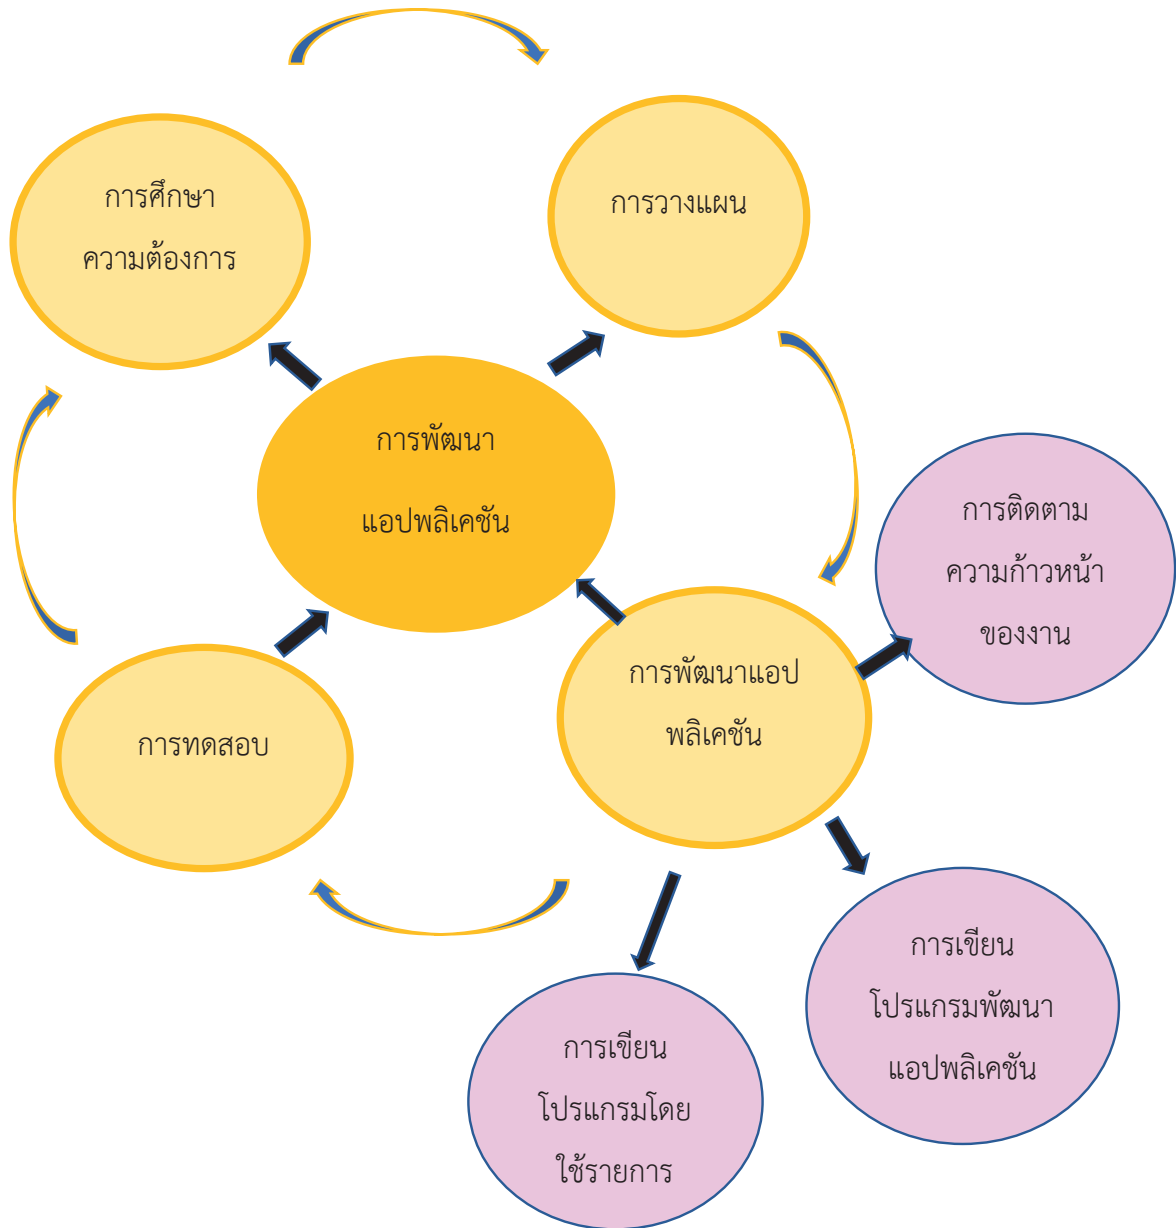 การศึกษา
ความต้องการ
การวางแผน
การพัฒนา
แอปพลิเคชัน
การติดตาม
ความก้าวหน้า
ของงาน
การพัฒนาแอป
พลิเคชัน
การทดสอบ
การเขียน
โปรแกรมพัฒนา
แอปพลิเคชัน
การเขียน
โปรแกรมโดย
ใช้รายการ